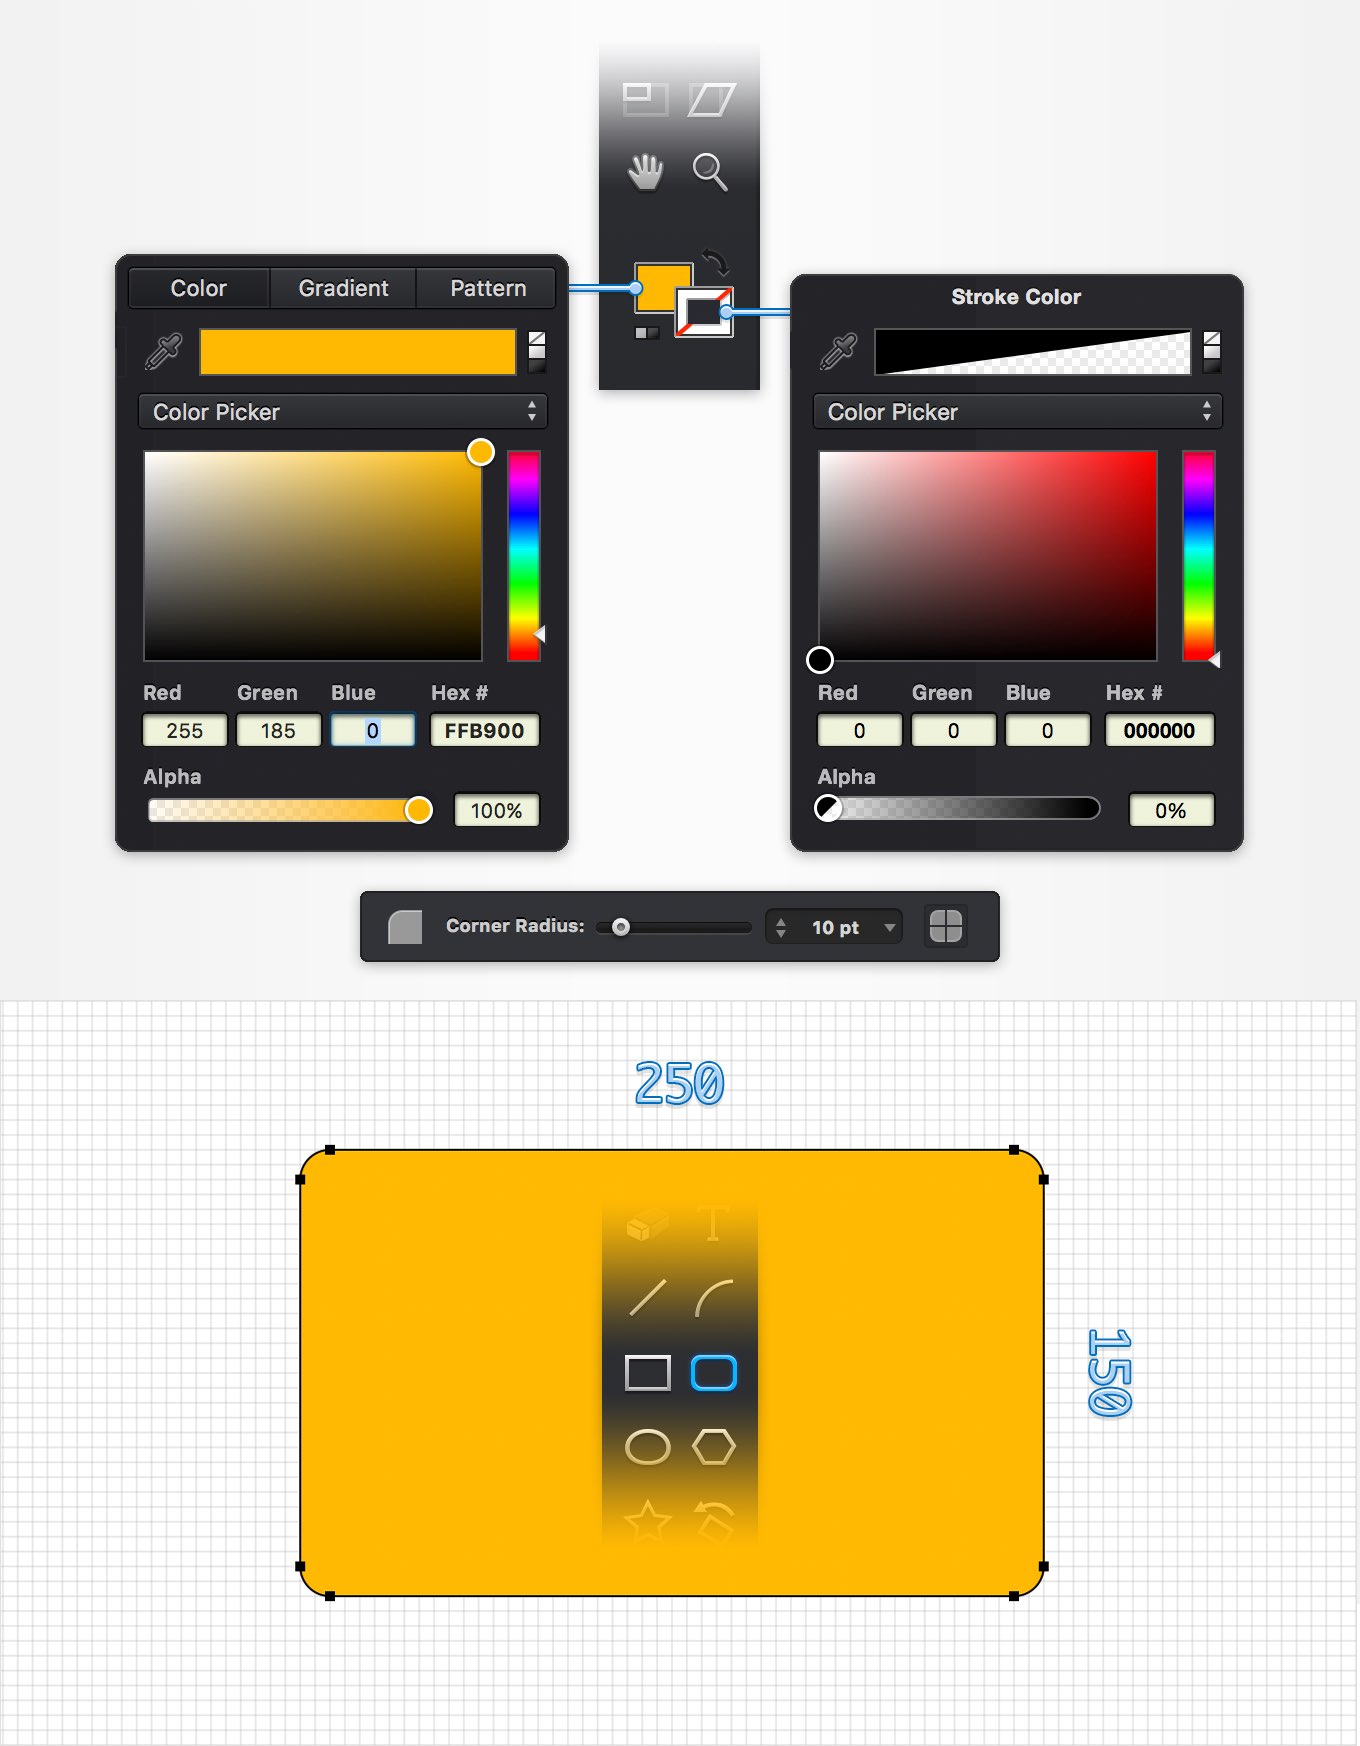 Color Gradient Pattern
Color Picker
Red Green Blue Hex #
255 185 0 FFB900
Alpha
100%
Stroke Color
Color Picker
Red Green Blue Hex #
0 0 0 000000
Alpha
0%
Corner Radius: 10 pt
250
T
150